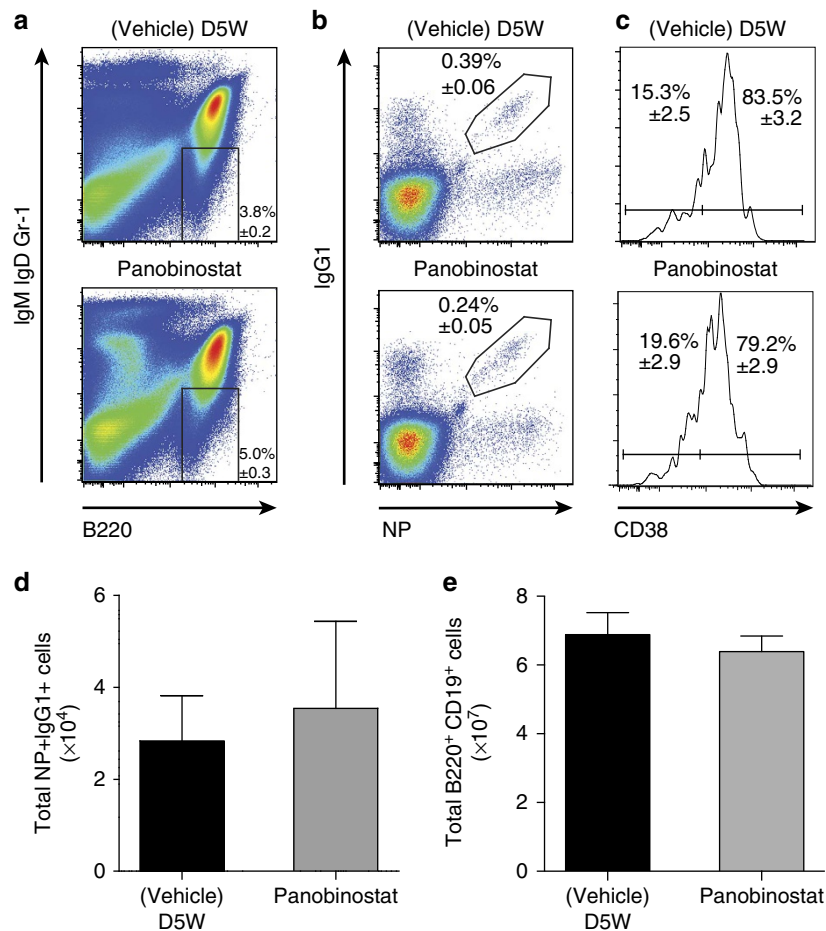 a
b
c
(Vehicle) D5W
(Vehicle) D5W
(Vehicle) D5W
IgM IgD Gr-1
3.8%
±0.2
Panobinostat
5.0%
±0.3
B220
IgG1
0.39%
±0.06
Panobinostat
0.24%
±0.05
NP
15.3%
±2.5
83.5%
±3.2
Panobinostat
19.6%
±2.9
79.2%
±2.9
CD38
d
Total NP+IgG1+ cells
(×10⁴)
6
4
2
0
(Vehicle)
D5W
Panobinostat
e
Total B220⁺ CD19⁺ cells
(×10⁷)
8
6
4
2
0
(Vehicle)
D5W
Panobinostat